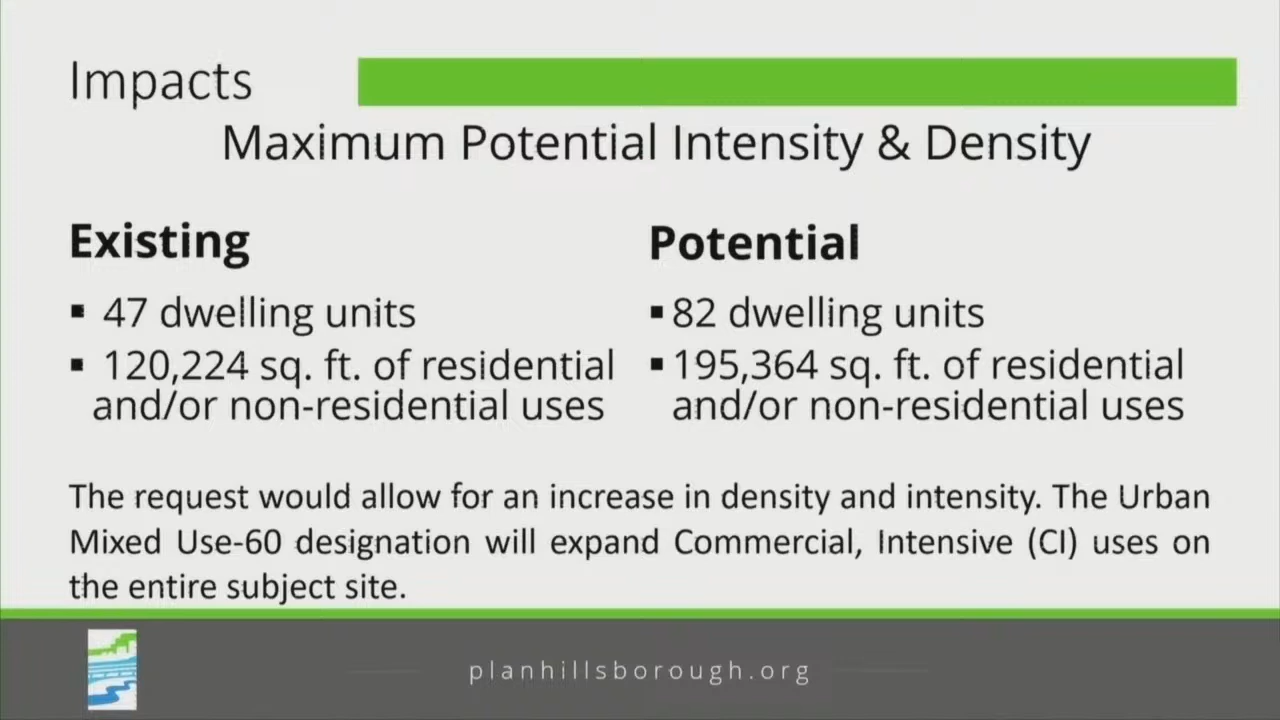 Impacts
Maximum Potential Intensity & Density
Existing
▪ 47 dwelling units
▪ 120,224 sq. ft. of residential
and/or non-residential uses
Potential
▪ 82 dwelling units
▪ 195,364 sq. ft. of residential
and/or non-residential uses
The request would allow for an increase in density and intensity. The Urban
Mixed Use-60 designation will expand Commercial, Intensive (CI) uses on
the entire subject site.
planhillsborough.org